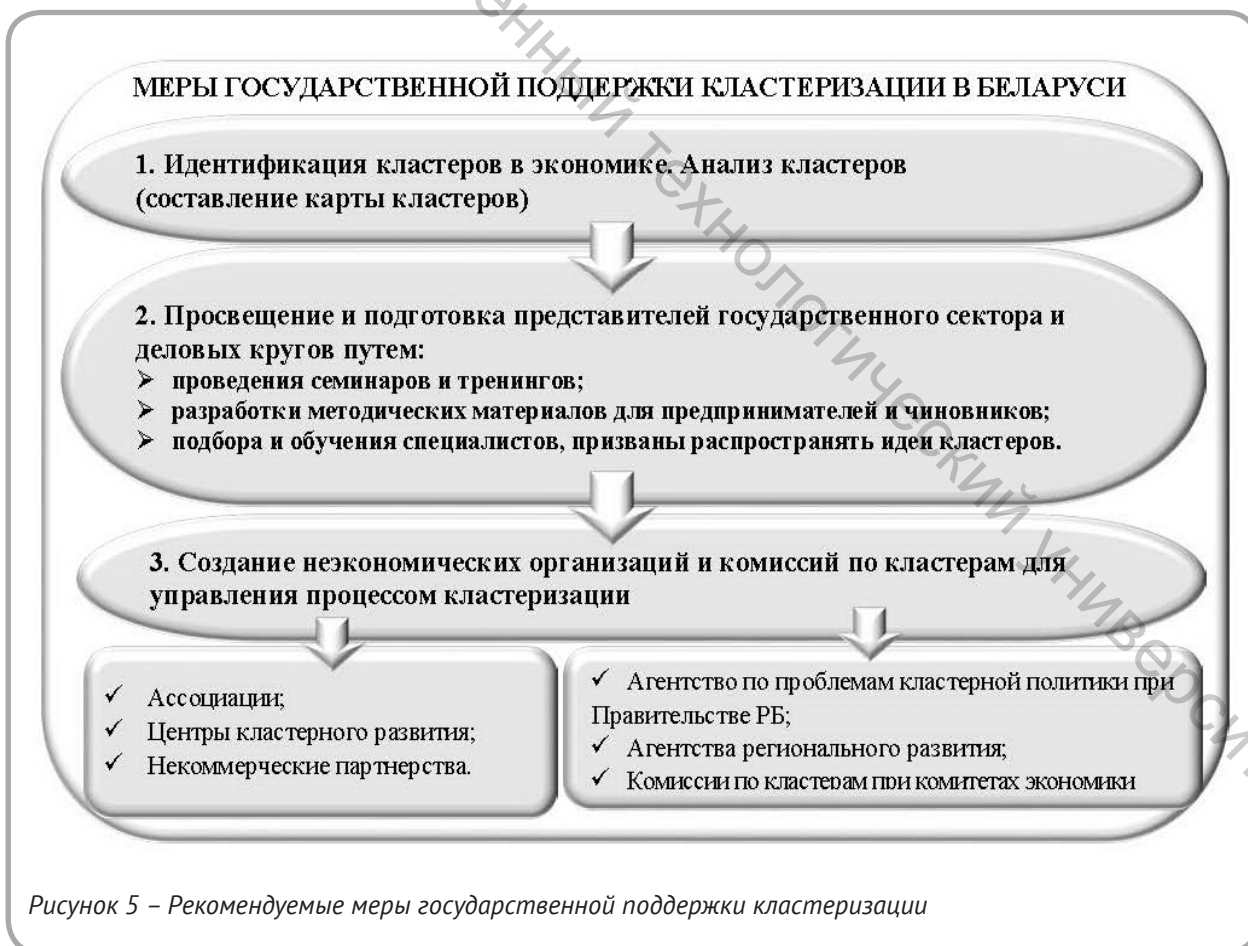 МЕРЫ ГОСУДАРСТВЕННОЙ ПОДДЕРЖКИ КЛАСТЕРИЗАЦИИ В БЕЛАРУСИ
1. Идентификация кластеров в экономике. Анализ кластеров
(составление карты кластеров)
2. Просвещение и подготовка представителей государственного сектора и
деловых кругов путем:
➢ проведения семинаров и тренингов;
➢ разработки методических материалов для предпринимателей и чиновников;
➢ подбора и обучения специалистов, призваны распространять идеи кластеров.
3. Создание неэкономических организаций и комиссий по кластерам для
управления процессом кластеризации
✓ Ассоциации;
✓ Центры кластерного развития;
✓ Некоммерческие партнерства.
✓ Агентство по проблемам кластерной политики при
Правительстве РБ;
✓ Агентства регионального развития;
✓ Комиссии по кластерам при комитетах экономики
Рисунок 5 – Рекомендуемые меры государственной поддержки кластеризации
технологический